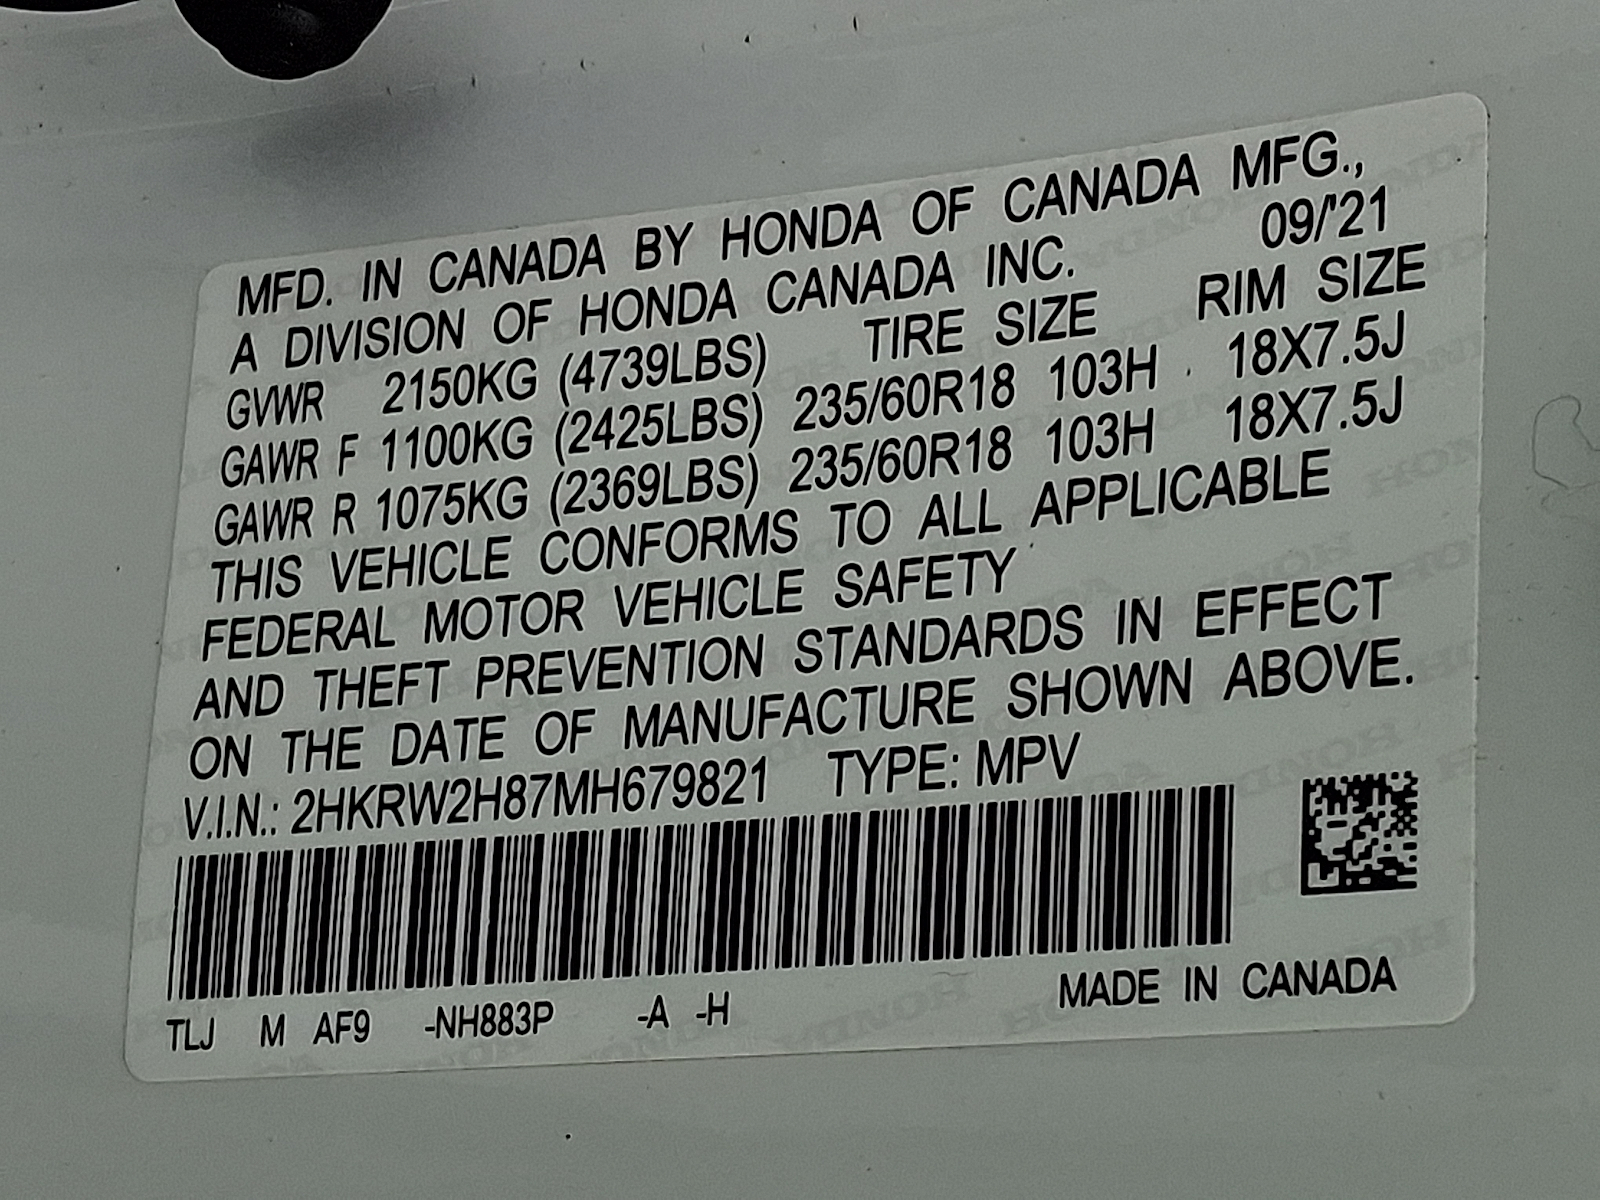 MFD. IN CANADA BY HONDA OF CANADA MFG.,
A DIVISION OF HONDA CANADA INC. 09/'21
GVWR 2150KG (4739LBS) TIRE SIZE RIM SIZE
GAWR F 1100KG (2425LBS) 235/60R18 103H 18X7.5J
GAWR R 1075KG (2369LBS) 235/60R18 103H 18X7.5J
THIS VEHICLE CONFORMS TO ALL APPLICABLE
FEDERAL MOTOR VEHICLE SAFETY
AND THEFT PREVENTION STANDARDS IN EFFECT
ON THE DATE OF MANUFACTURE SHOWN ABOVE.
V.I.N.: 2HKRW2H87MH679821 TYPE: MPV
TLJ M AF9 -NH883P -A -H MADE IN CANADA